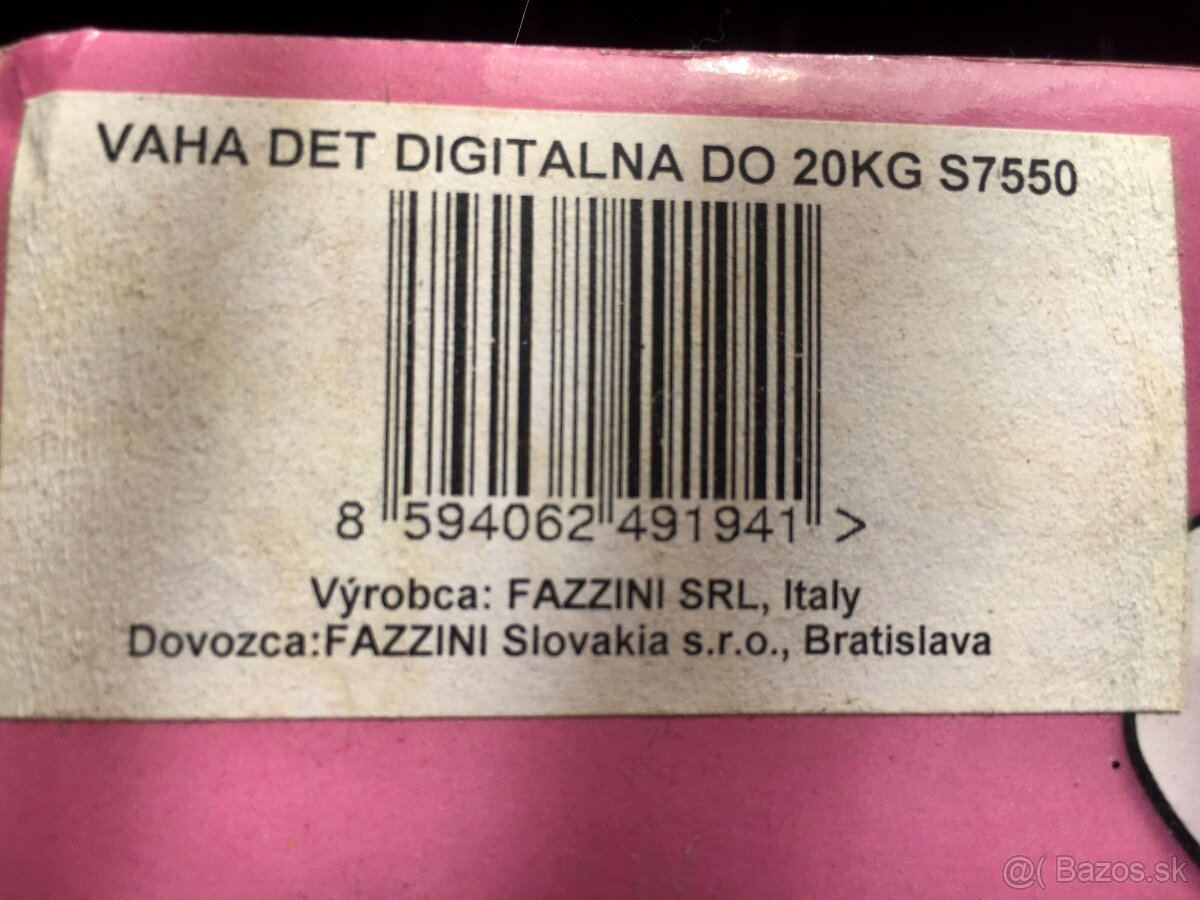 VAHA DET DIGITALNA DO 20KG S7550
8 594062 491941 >
Výrobca: FAZZINI SRL, Italy
Dovozca:FAZZINI Slovakia s.r.o., Bratislava
@( Bazos.sk